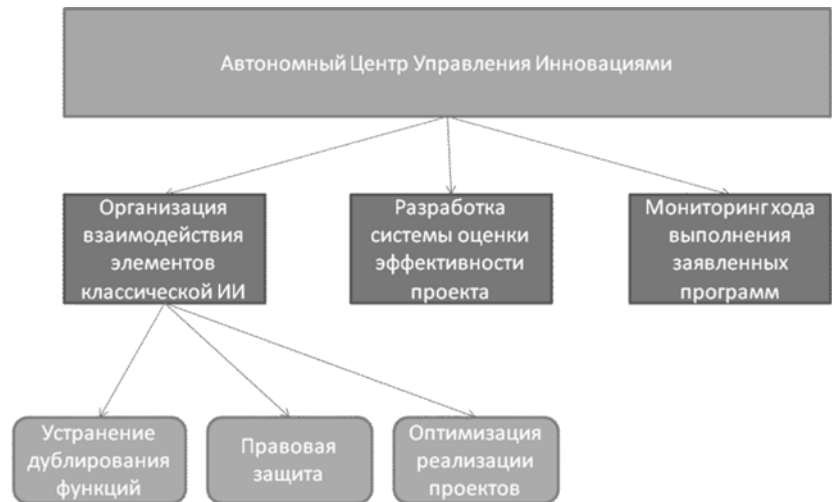 Автономный Центр Управления Инновациями
Организация
взаимодействия
элементов
классической ИИ
Разработка
системы оценки
эффективности
проекта
Мониторинг хода
выполнения
заявленных
программ
Устранение
дублирования
функций
Правовая
защита
Оптимизация
реализации
проектов